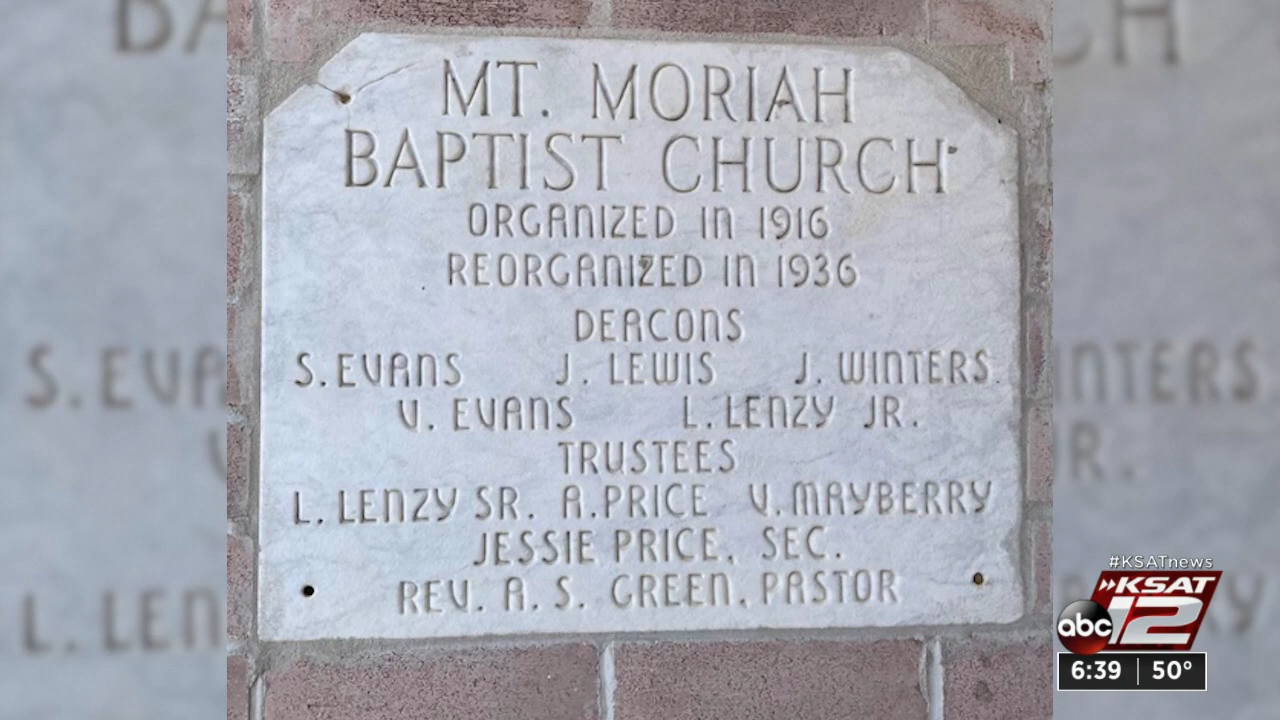 MT. MORIAH
BAPTIST CHURCH
ORGANIZED IN 1916
REORGANIZED IN 1936
DEACONS
S. EVANS J. LEWIS J. WINTERS
V. EVANS L. LENZY JR.
TRUSTEES
L. LENZY SR. A. PRICE V. MAYBERRY
JESSIE PRICE, SEC.
REV. A. S. GREEN, PASTOR
#KSATnews
KSAT
abc 12
6:39 50°